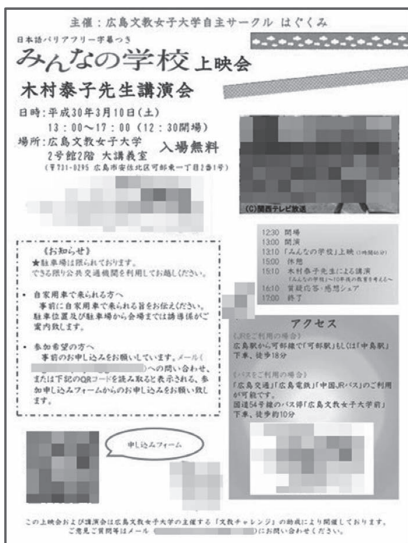 主催：広島文教女子大学自主サークル はぐくみ
日本語バリアフリー字幕つき
みんなの学校上映会
木村泰子先生講演会
日時：平成30年3月10日(土)
13：00～17：00（12：30開場）
場所：広島文教女子大学 入場無料
2号館2階 大講義室
(〒731-0295 広島市安佐北区可部東一丁目2番1号)
(C)関西テレビ放送
《お知らせ》
★駐車場は限られております。
できる限り公共交通機関を利用してお越しください。
・ 自家用車で来られる方へ
事前に自家用車で来られる旨をお伝えください。
駐車位置及び駐車場から会場までは誘導係がご
案内致します。
・ 参加希望の方へ
事前のお申し込みをお願いしています。メール(
)への問い合わせ、
または下記のQRコードを読み取ると表示される、参
加申し込みフォームからのお申し込みをお願い致し
ます。
申し込みフォーム
12:30 開場
13:00 開演
13:10 「みんなの学校」上映
15:00 休憩
15:10 木村泰子先生による講演
16:10 質疑応答・感想シェア
17:00 終了
アクセス
(JRをご利用の場合)
広島駅から可部線で「可部駅」もしくは「中島駅」
下車、徒歩18分
(バスをご利用の場合)
「広島交通」「広島電鉄」「中国JRバス」のご利用
が可能です。
国道54号線のバス停「広島文教女子大学前」
下車、徒歩約10分
この上映会および講演会は広島文教女子大学の主催する「文教チャレンジ」の助成により開催しております。
ご意見ご質問等はメール( )にお問い合わせください。